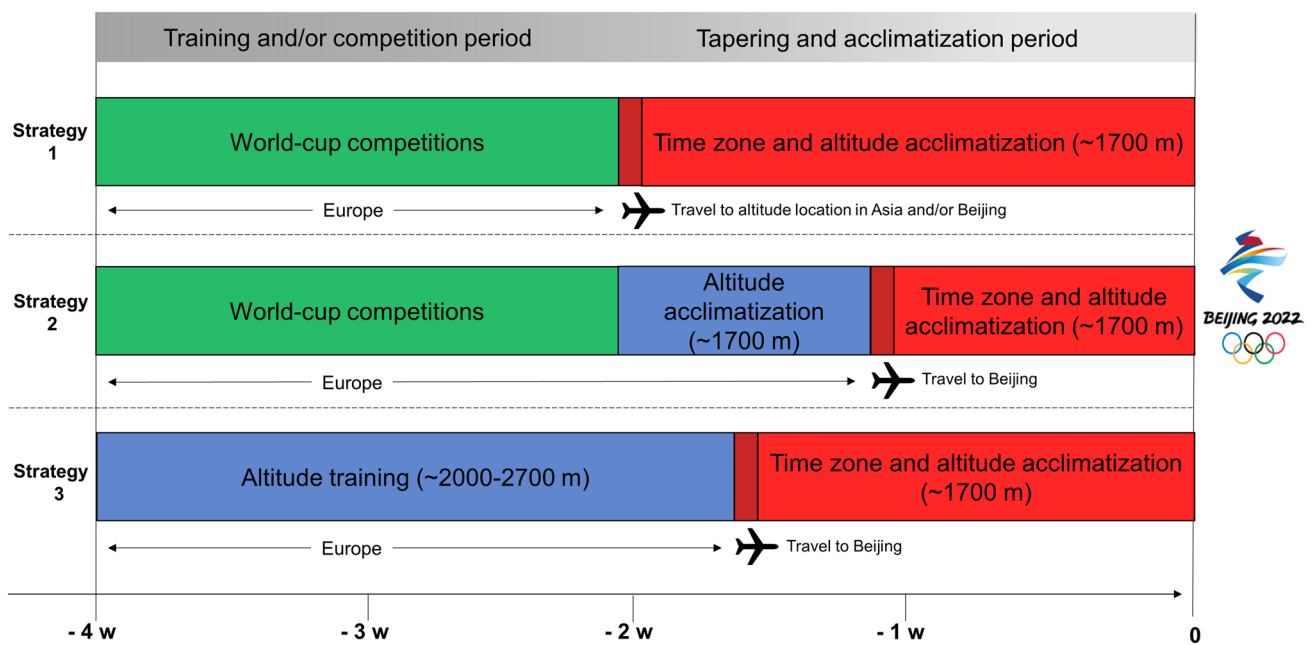 Training and/or competition period
Tapering and acclimatization period
Strategy
1
World-cup competitions
Time zone and altitude acclimatization (~1700 m)
Europe
Travel to altitude location in Asia and/or Beijing
Strategy
2
World-cup competitions
Altitude
acclimatization
(~1700 m)
Time zone and altitude
acclimatization (~1700 m)
Europe
Travel to Beijing
BEIJING 2022
Strategy
3
Altitude training (~2000-2700 m)
Time zone and altitude acclimatization
(~1700 m)
Europe
Travel to Beijing
- 4 w
- 3 w
- 2 w
- 1 w
0